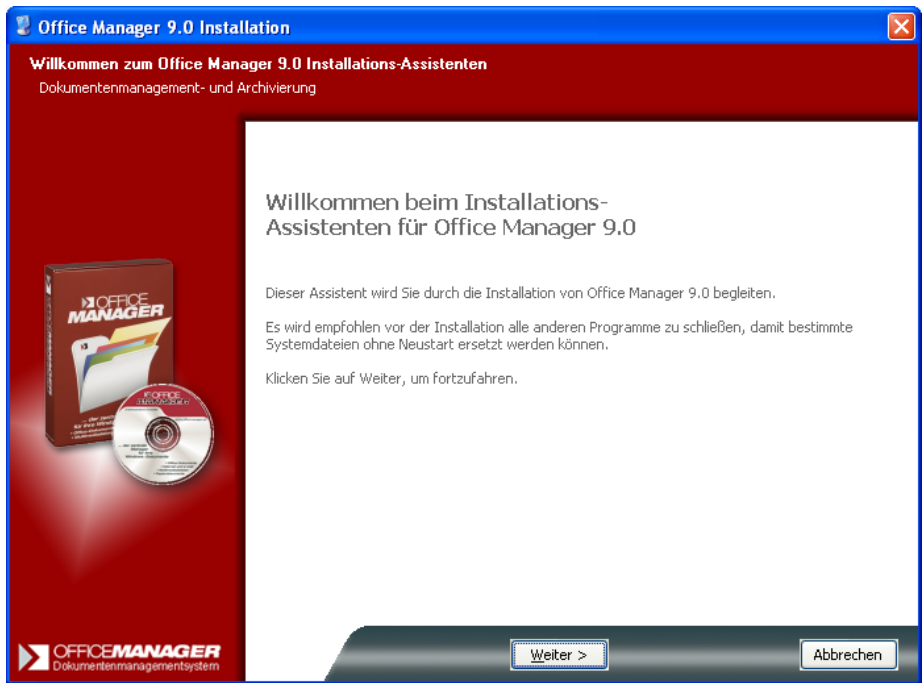 Office Manager 9.0 Installation
Willkommen zum Office Manager 9.0 Installations-Assistenten
Dokumentenmanagement- und Archivierung
Willkommen beim Installations-
Assistenten für Office Manager 9.0
Dieser Assistent wird Sie durch die Installation von Office Manager 9.0 begleiten.
Es wird empfohlen vor der Installation alle anderen Programme zu schließen, damit bestimmte
Systemdateien ohne Neustart ersetzt werden können.
Klicken Sie auf Weiter, um fortzufahren.
OFFICE
MANAGER
OFFICEMANAGER
Dokumentenmanagementsystem
Weiter >
Abbrechen